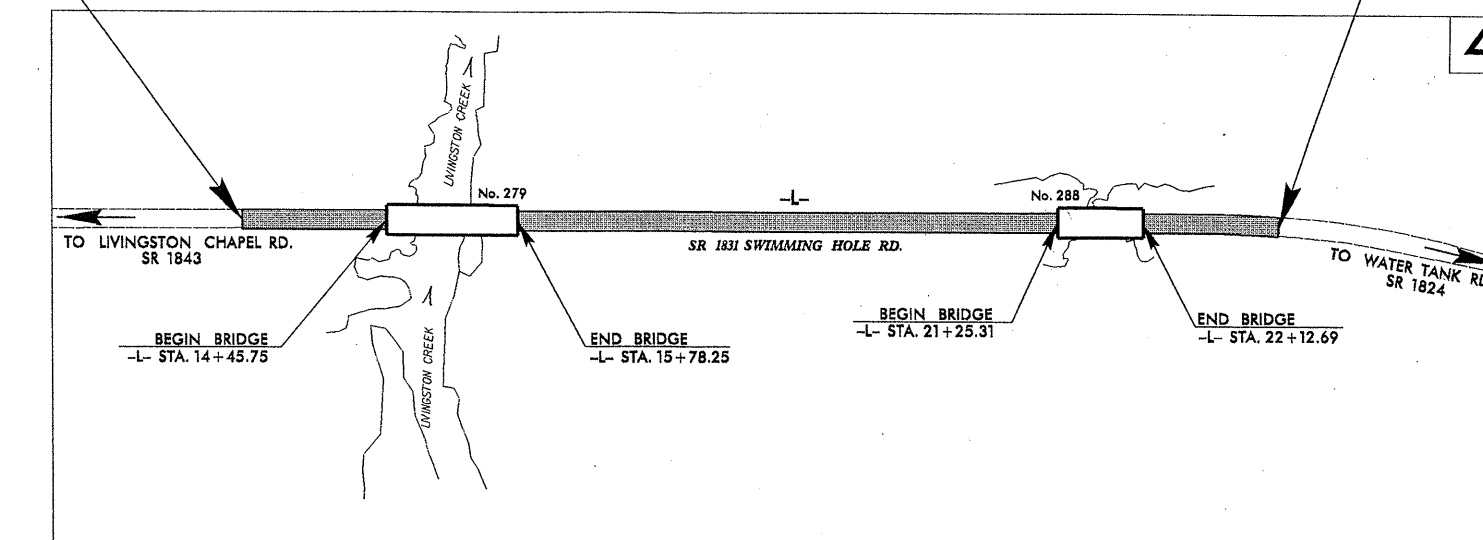 LIVINGSTON CREEK
No. 279
-L-
No. 288
TO LIVINGSTON CHAPEL RD.
SR 1843
SR 1831 SWIMMING HOLE RD.
TO WATER TANK
SR 1824
BEGIN BRIDGE
-L- STA. 14+45.75
END BRIDGE
-L- STA. 15+78.25
BEGIN BRIDGE
-L- STA. 21+25.31
END BRIDGE
-L- STA. 22+12.69
LIVINGSTON CREEK